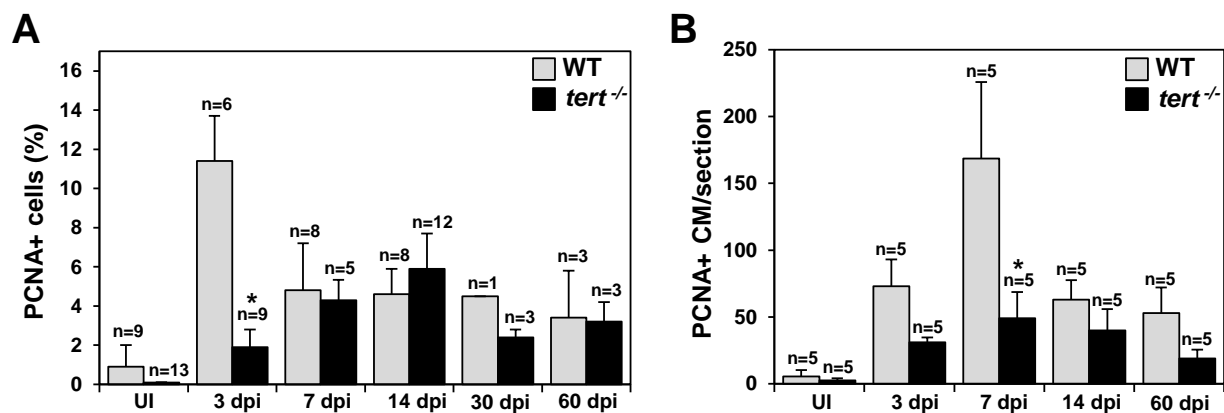 A
PCNA+ cells (%)
16
14
12
10
8
6
4
2
0
WT
tert -/-
n=9
n=13
n=6
*
n=9
n=8
n=5
n=8
n=12
n=1
n=3
n=3
n=3
UI 3 dpi 7 dpi 14 dpi 30 dpi 60 dpi
B
PCNA+ CM/section
250
200
150
100
50
0
WT
tert -/-
n=5
n=5
n=5
n=5
n=5
*
n=5
n=5
n=5
n=5
n=5
UI 3 dpi 7 dpi 14 dpi 60 dpi